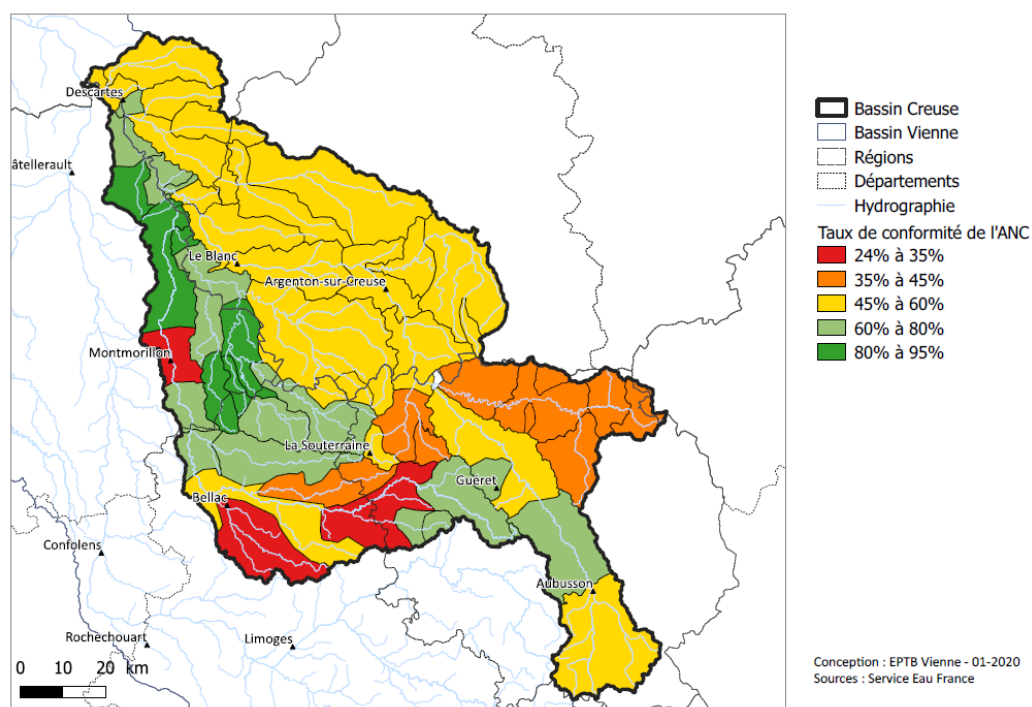 Descartes
âtellerault
Le Blanc
Argenton-sur-Creuse
Montmorillon
La Souterraine
Guéret
Bellac
Confolens
Aubusson
Rochechouart
Limoges
0 10 20 km
Bassin Creuse
Bassin Vienne
Régions
Départements
Hydrographie
Taux de conformité de l'ANC
24% à 35%
35% à 45%
45% à 60%
60% à 80%
80% à 95%
Conception : EPTB Vienne - 01-2020
Sources : Service Eau France